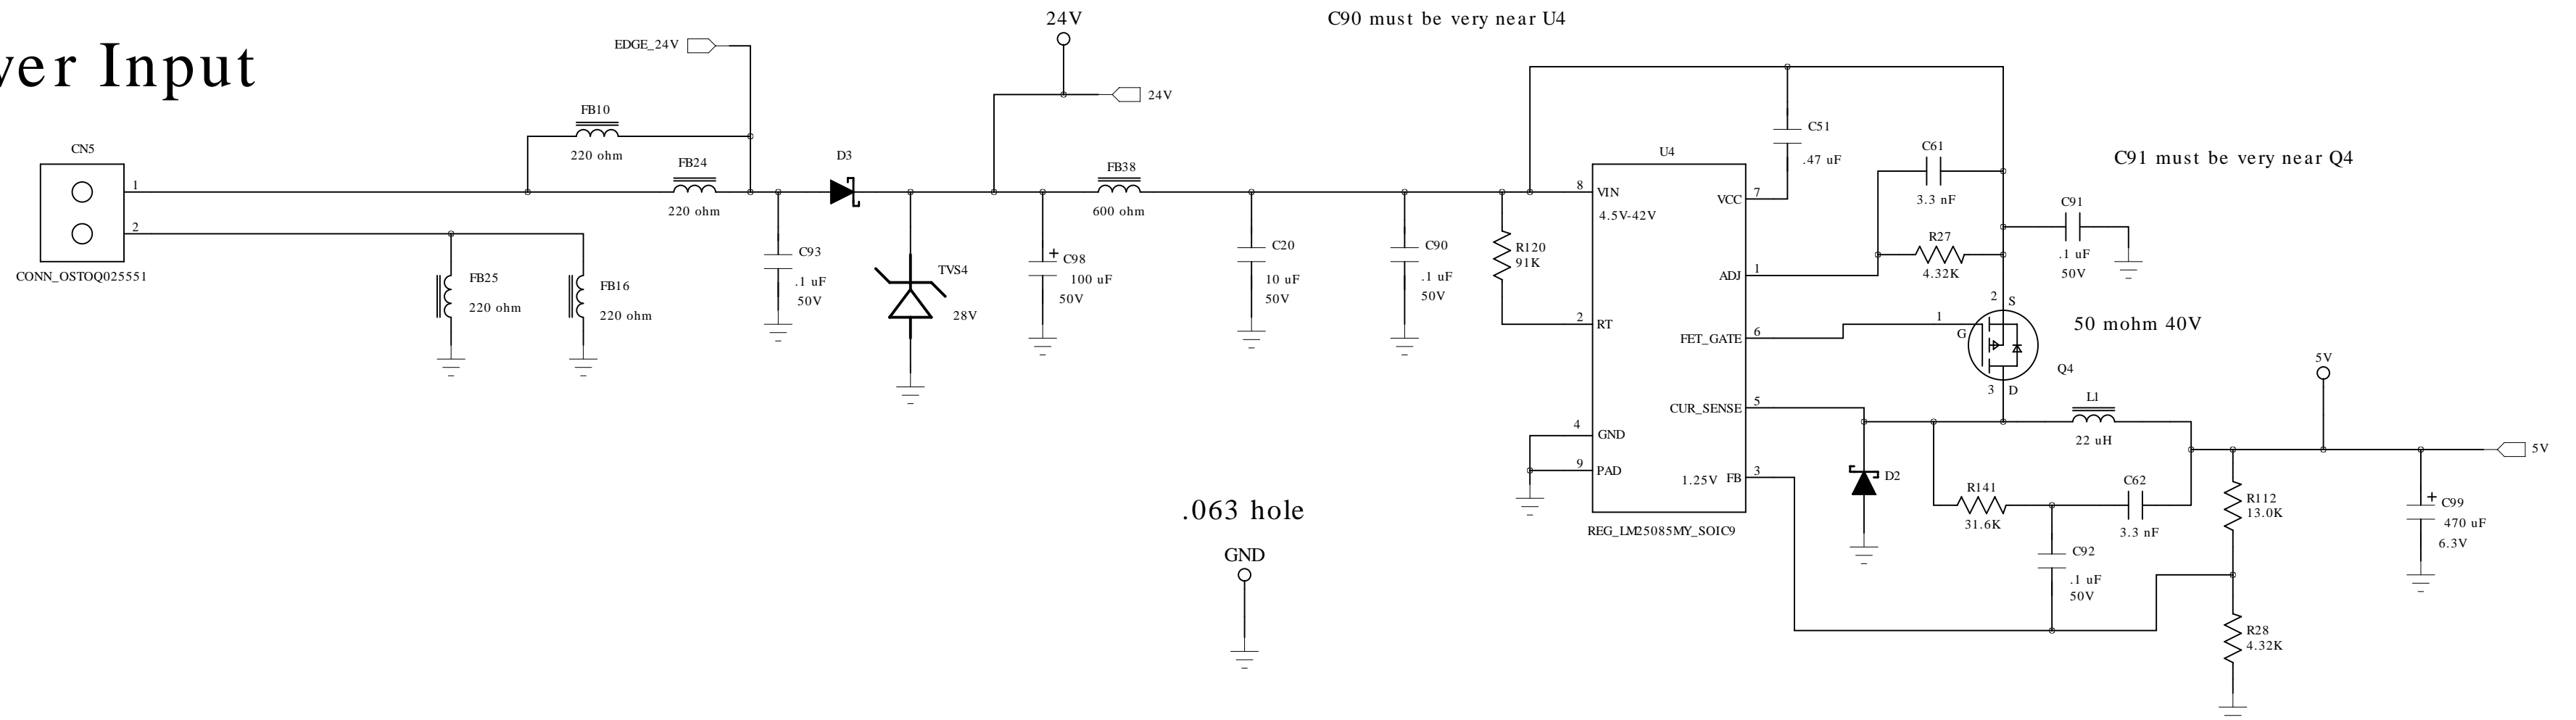 24V
C90 must be very near U4
EDGE_24V
Input
24V
FB10
220 ohm
CN5
1
2
CONN_OSTOQ025551
FB24
220 ohm
D3
FB38
600 ohm
FB25
220 ohm
FB16
220 ohm
C93
.1 uF
50V
TVS4
28V
C98
+
100 uF
50V
C20
10 uF
50V
C90
.1 uF
50V
R120
91K
U4
8
VIN
4.5V-42V
2
RT
4
GND
9
PAD
VCC
7
ADJ
1
FET_GATE
6
CUR_SENSE
5
1.25V
FB
3
REG_LM25085MY_SOIC9
C51
.47 uF
C61
3.3 nF
R27
4.32K
C91 must be very near Q4
C91
.1 uF
50V
2
S
1
G
50 mohm 40V
Q4
3
D
L1
22 uH
D2
R141
31.6K
C62
3.3 nF
C92
.1 uF
50V
5V
5V
R112
13.0K
R28
4.32K
C99
+
470 uF
6.3V
.063 hole
GND